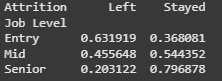 Attrition Left Stayed
Job Level
Entry 0.631919 0.368081
Mid 0.455648 0.544352
Senior 0.203122 0.796878